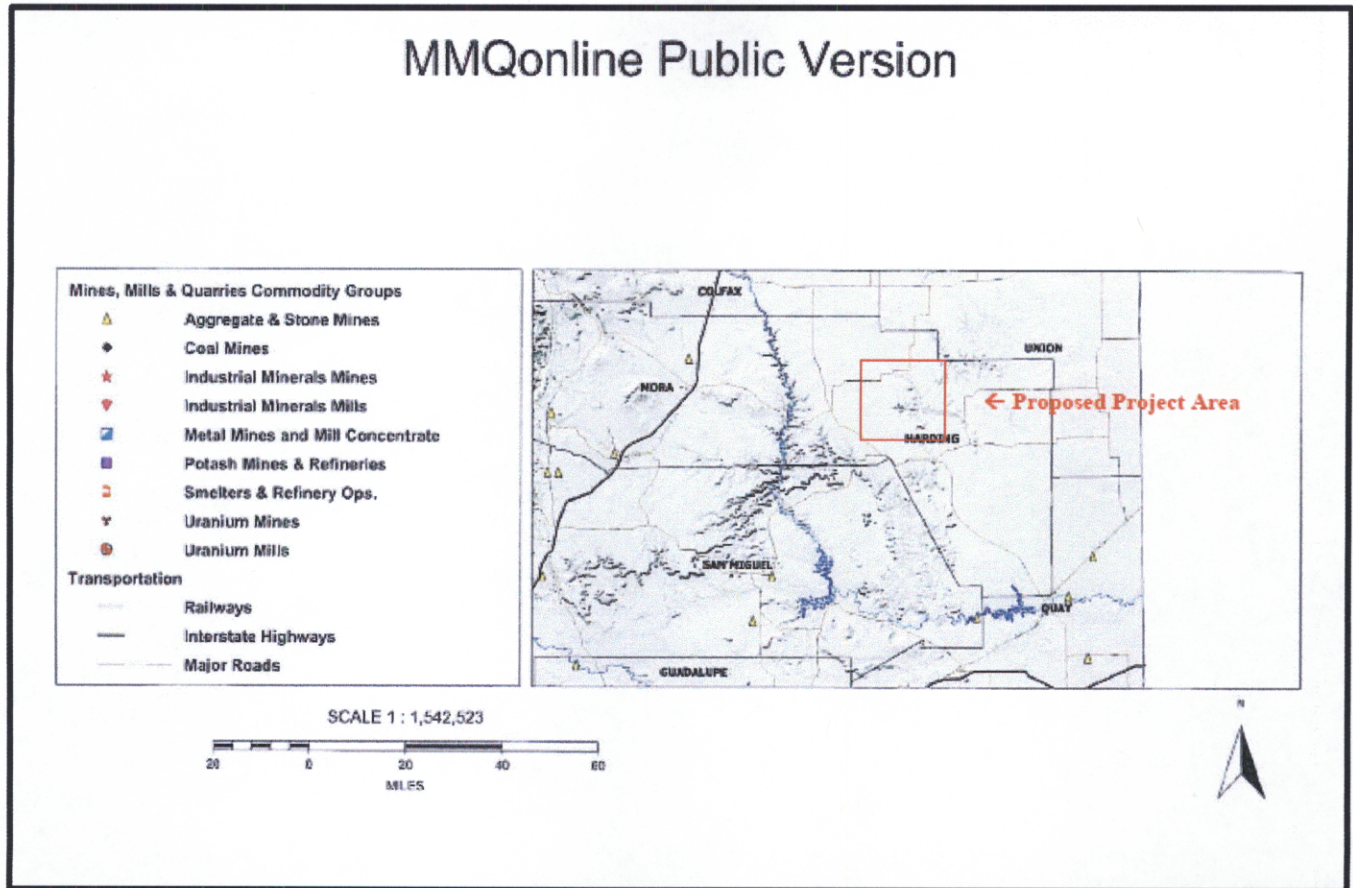 MMQonline Public Version
Mines, Mills & Quarries Commodity Groups
Aggregate & Stone Mines
Coal Mines
Industrial Minerals Mines
Industrial Minerals Mills
Metal Mines and Mill Concentrate
Potash Mines & Refineries
Smelters & Refinery Ops.
Uranium Mines
Uranium Mills
Transportation
Railways
Interstate Highways
Major Roads
COLFAX
UNION
MORA
← Proposed Project Area
HARDING
SAN MIGUEL
QUAY
GUADALUPE
SCALE 1 : 1,542,523
20 0 20 40 60
MILES
N